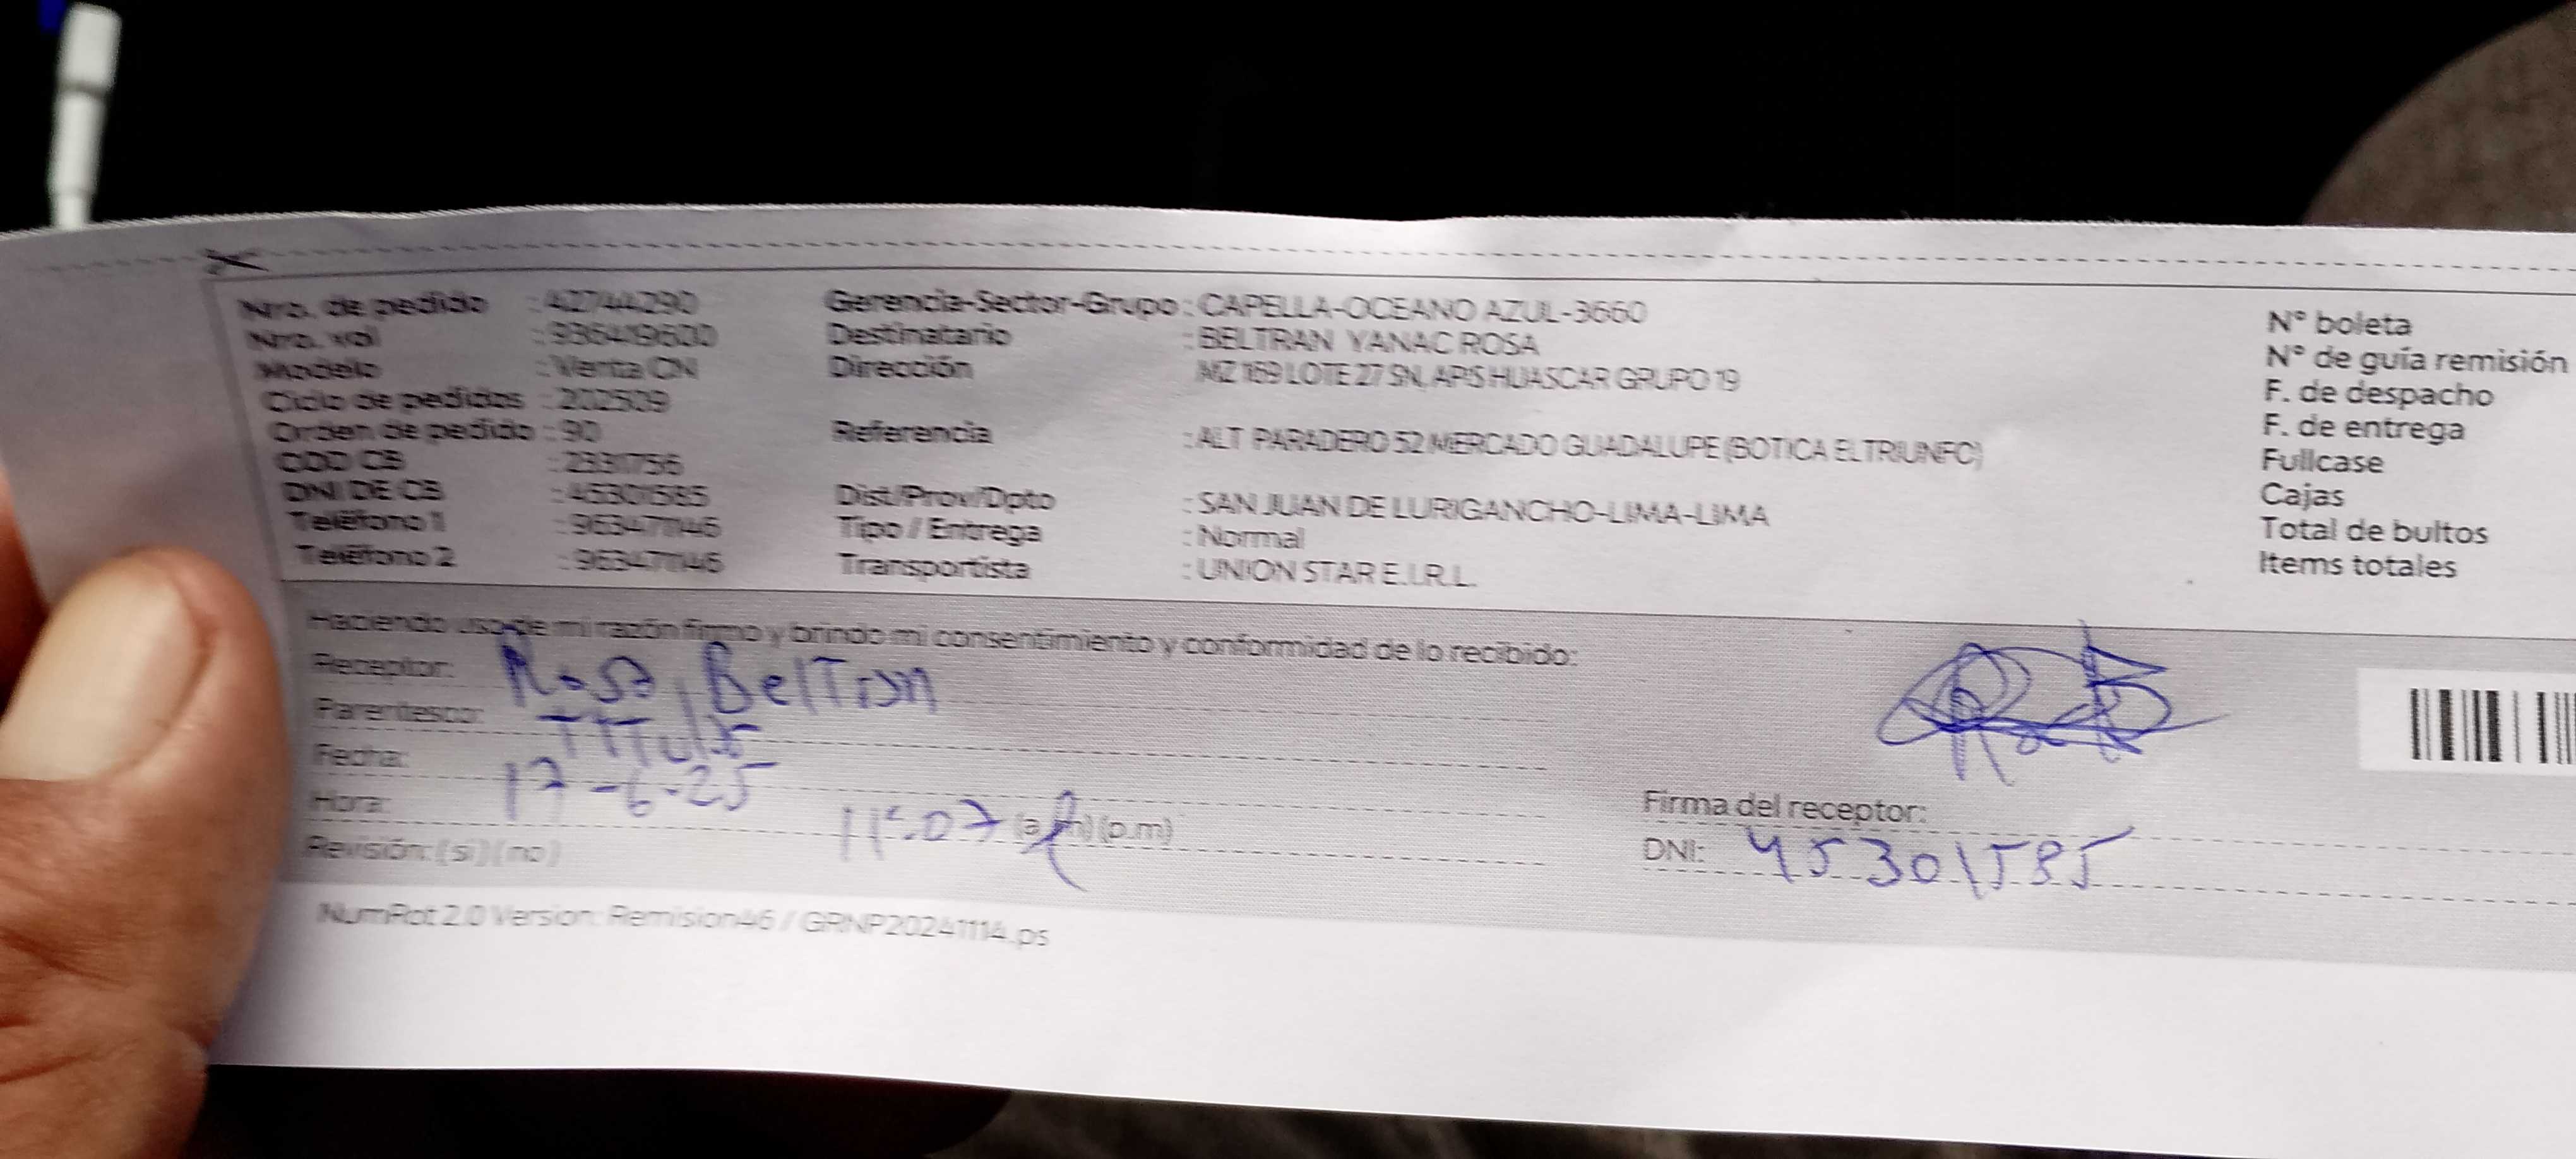 Nro. de pedido : 42744290
Nro. xol : 9364819600
Modelo : Venta CN
Ciclo de pedidos : 202509
Orden de pedido : 90
COD CB : 2331756
DNI DE CB : 45301585
Teléfono 1 : 963471146
Teléfono 2 : 963471146
Gerencia-Sector-Grupo : CAPELLA-OCEANO AZUL-3660
Destinatario : BELTRAN YANAC ROSA
Dirección MZ 169 LOTE 27 SN, APIS HUASCAR GRUPO 19
Referencia : ALT PARADERO 52 MERCADO GUADALUPE (BOTICA EL TRIUNFO)
Dist/Prov/Dpto : SAN JUAN DE LURIGANCHO-LIMA-LIMA
Tipo / Entrega : Normal
Transportista : UNION STAR E.I.R.L.
N° boleta
N° de guía remisión
F. de despacho
F. de entrega
Fullcase
Cajas
Total de bultos
Items totales
Haciendo uso de mi razón firmo y brindo mi consentimiento y conformidad de lo recibido:
Receptor: Rosa Beltran
Parentesco:
Fecha: 17-6-25
Hora: 11:07 (a.m) (p.m)
Revisión: (si) (no)
Firma del receptor:
DNI: 45301585
NumRot 2.0 Version: Remision46 / GRNP20241114.ps